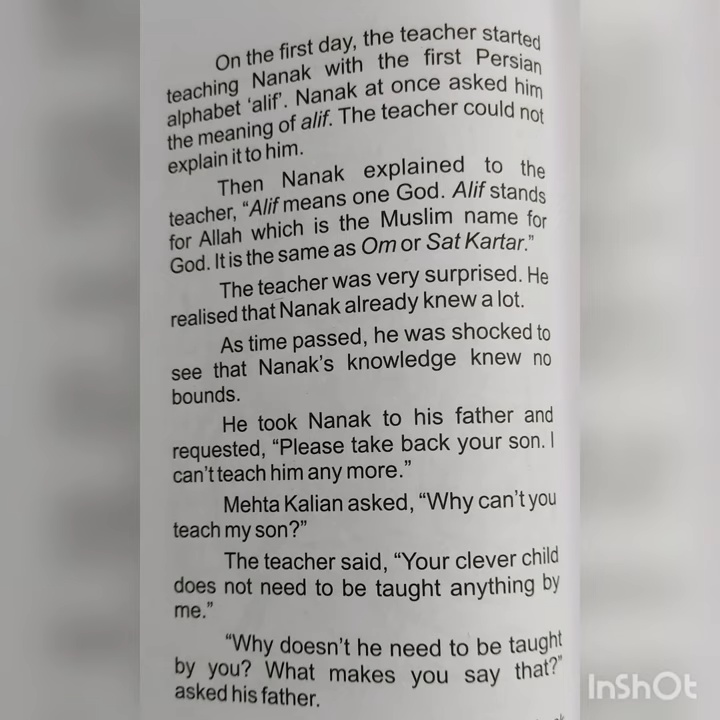 On the first day, the teacher started
teaching Nanak with the first Persian
alphabet 'alif'. Nanak at once asked him
the meaning of alif. The teacher could not
explain it to him.
Then Nanak explained to the
teacher, “Alif means one God. Alif stands
for Allah which is the Muslim name for
God. It is the same as Om or Sat Kartar.”
The teacher was very surprised. He
realised that Nanak already knew a lot.
As time passed, he was shocked to
see that Nanak's knowledge knew no
bounds.
He took Nanak to his father and
requested, “Please take back your son. I
can't teach him any more.”
Mehta Kalian asked, “Why can't you
teach my son?”
The teacher said, “Your clever child
does not need to be taught anything by
me.”
“Why doesn't he need to be taught
by you? What makes you say that?”
asked his father.
InShOt